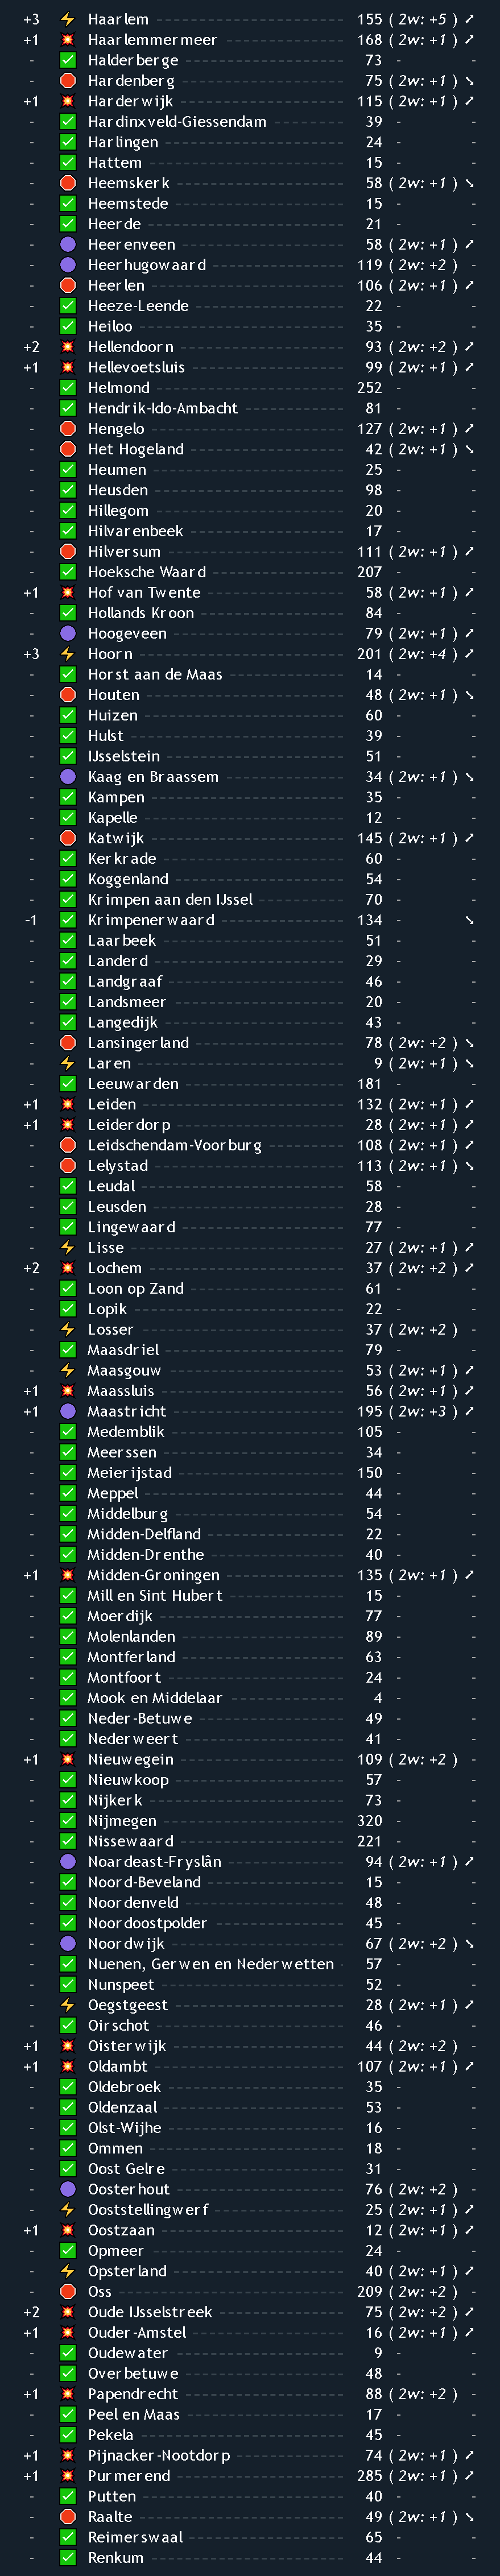 +3 ⚡ Haarlem 155 ( 2w: +5 ) ↗
+1 💥 Haarlemmermeer 168 ( 2w: +1 ) ↗
- ✅ Halderberge 73 - -
- 🛑 Hardenberg 75 ( 2w: +1 ) ↘
+1 💥 Harderwijk 115 ( 2w: +1 ) ↗
- ✅ Hardinxveld-Giessendam 39 - -
- ✅ Harlingen 24 - -
- ✅ Hattem 15 - -
- 🛑 Heemskerk 58 ( 2w: +1 ) ↘
- ✅ Heemstede 15 - -
- ✅ Heerde 21 - -
- 🟣 Heerenveen 58 ( 2w: +1 ) ↗
- 🟣 Heerhugowaard 119 ( 2w: +2 ) -
- 🛑 Heerlen 106 ( 2w: +1 ) ↗
- ✅ Heeze-Leende 22 - -
- ✅ Heiloo 35 - -
+2 💥 Hellendoorn 93 ( 2w: +2 ) ↗
+1 💥 Hellevoetsluis 99 ( 2w: +1 ) ↗
- ✅ Helmond 252 - -
- ✅ Hendrik-Ido-Ambacht 81 - -
- 🛑 Hengelo 127 ( 2w: +1 ) ↗
- 🛑 Het Hogeland 42 ( 2w: +1 ) ↘
- ✅ Heumen 25 - -
- ✅ Heusden 98 - -
- ✅ Hillegom 20 - -
- ✅ Hilvarenbeek 17 - -
- 🛑 Hilversum 111 ( 2w: +1 ) ↗
- ✅ Hoeksche Waard 207 - -
+1 💥 Hof van Twente 58 ( 2w: +1 ) ↗
- ✅ Hollands Kroon 84 - -
- 🟣 Hoogeveen 79 ( 2w: +1 ) ↗
+3 ⚡ Hoorn 201 ( 2w: +4 ) ↗
- ✅ Horst aan de Maas 14 - -
- 🛑 Houten 48 ( 2w: +1 ) ↘
- ✅ Huizen 60 - -
- ✅ Hulst 39 - -
- ✅ IJsselstein 51 - -
- 🟣 Kaag en Braassem 34 ( 2w: +1 ) ↘
- ✅ Kampen 35 - -
- ✅ Kapelle 12 - -
- 🛑 Katwijk 145 ( 2w: +1 ) ↗
- ✅ Kerkrade 60 - -
- ✅ Koggenland 54 - -
- ✅ Krimpen aan den IJssel 70 - -
-1 ✅ Krimpenerwaard 134 - ↘
- ✅ Laarbeek 51 - -
- ✅ Landerd 29 - -
- ✅ Landgraaf 46 - -
- ✅ Landsmeer 20 - -
- ✅ Langedijk 43 - -
- 🛑 Lansingerland 78 ( 2w: +2 ) ↘
- ⚡ Laren 9 ( 2w: +1 ) ↘
- ✅ Leeuwarden 181 - -
+1 💥 Leiden 132 ( 2w: +1 ) ↗
+1 💥 Leiderdorp 28 ( 2w: +1 ) ↗
- 🛑 Leidschendam-Voorburg 108 ( 2w: +1 ) ↗
- 🛑 Lelystad 113 ( 2w: +1 ) ↘
- ✅ Leudal 58 - -
- ✅ Leusden 28 - -
- ✅ Lingewaard 77 - -
- ⚡ Lisse 27 ( 2w: +1 ) ↗
+2 💥 Lochem 37 ( 2w: +2 ) ↗
- ✅ Loon op Zand 61 - -
- ✅ Lopik 22 - -
- ⚡ Losser 37 ( 2w: +2 ) -
- ✅ Maasdriel 79 - -
- ⚡ Maasgouw 53 ( 2w: +1 ) ↗
+1 💥 Maassluis 56 ( 2w: +1 ) ↗
+1 🟣 Maastricht 195 ( 2w: +3 ) ↗
- ✅ Medemblik 105 - -
- ✅ Meerssen 34 - -
- ✅ Meierijstad 150 - -
- ✅ Meppel 44 - -
- ✅ Middelburg 54 - -
- ✅ Midden-Delfland 22 - -
- ✅ Midden-Drenthe 40 - -
+1 💥 Midden-Groningen 135 ( 2w: +1 ) ↗
- ✅ Mill en Sint Hubert 15 - -
- ✅ Moerdijk 77 - -
- ✅ Molenlanden 89 - -
- ✅ Montferland 63 - -
- ✅ Montfoort 24 - -
- ✅ Mook en Middelaar 4 - -
- ✅ Neder-Betuwe 49 - -
- ✅ Nederweert 41 - -
+1 💥 Nieuwegein 109 ( 2w: +2 ) -
- ✅ Nieuwkoop 57 - -
- ✅ Nijkerk 73 - -
- ✅ Nijmegen 320 - -
- ✅ Nissewaard 221 - -
- 🟣 Noardeast-Fryslân 94 ( 2w: +1 ) ↗
- ✅ Noord-Beveland 15 - -
- ✅ Noordenveld 48 - -
- ✅ Noordoostpolder 45 - -
- 🟣 Noordwijk 67 ( 2w: +2 ) ↘
- ✅ Nuenen, Gerwen en Nederwetten 57 - -
- ✅ Nunspeet 52 - -
- ⚡ Oegstgeest 28 ( 2w: +1 ) ↗
- ✅ Oirschot 46 - -
+1 💥 Oisterwijk 44 ( 2w: +2 ) -
+1 💥 Oldambt 107 ( 2w: +1 ) ↗
- ✅ Oldebroek 35 - -
- ✅ Oldenzaal 53 - -
- ✅ Olst-Wijhe 16 - -
- ✅ Ommen 18 - -
- ✅ Oost Gelre 31 - -
- 🟣 Oosterhout 76 ( 2w: +2 ) -
- ⚡ Ooststellingwerf 25 ( 2w: +1 ) ↗
+1 💥 Oostzaan 12 ( 2w: +1 ) ↗
- ✅ Opmeer 24 - -
- ⚡ Opsterland 40 ( 2w: +1 ) ↗
- 🛑 Oss 209 ( 2w: +2 ) -
+2 💥 Oude IJsselstreek 75 ( 2w: +2 ) ↗
+1 💥 Ouder-Amstel 16 ( 2w: +1 ) ↗
- ✅ Oudewater 9 - -
- ✅ Overbetuwe 48 - -
+1 💥 Papendrecht 88 ( 2w: +2 ) -
- ✅ Peel en Maas 17 - -
- ✅ Pekela 45 - -
+1 💥 Pijnacker-Nootdorp 74 ( 2w: +1 ) ↗
+1 💥 Purmerend 285 ( 2w: +1 ) ↗
- ✅ Putten 40 - -
- 🛑 Raalte 49 ( 2w: +1 ) ↘
- ✅ Reimerswaal 65 - -
- ✅ Renkum 44 - -